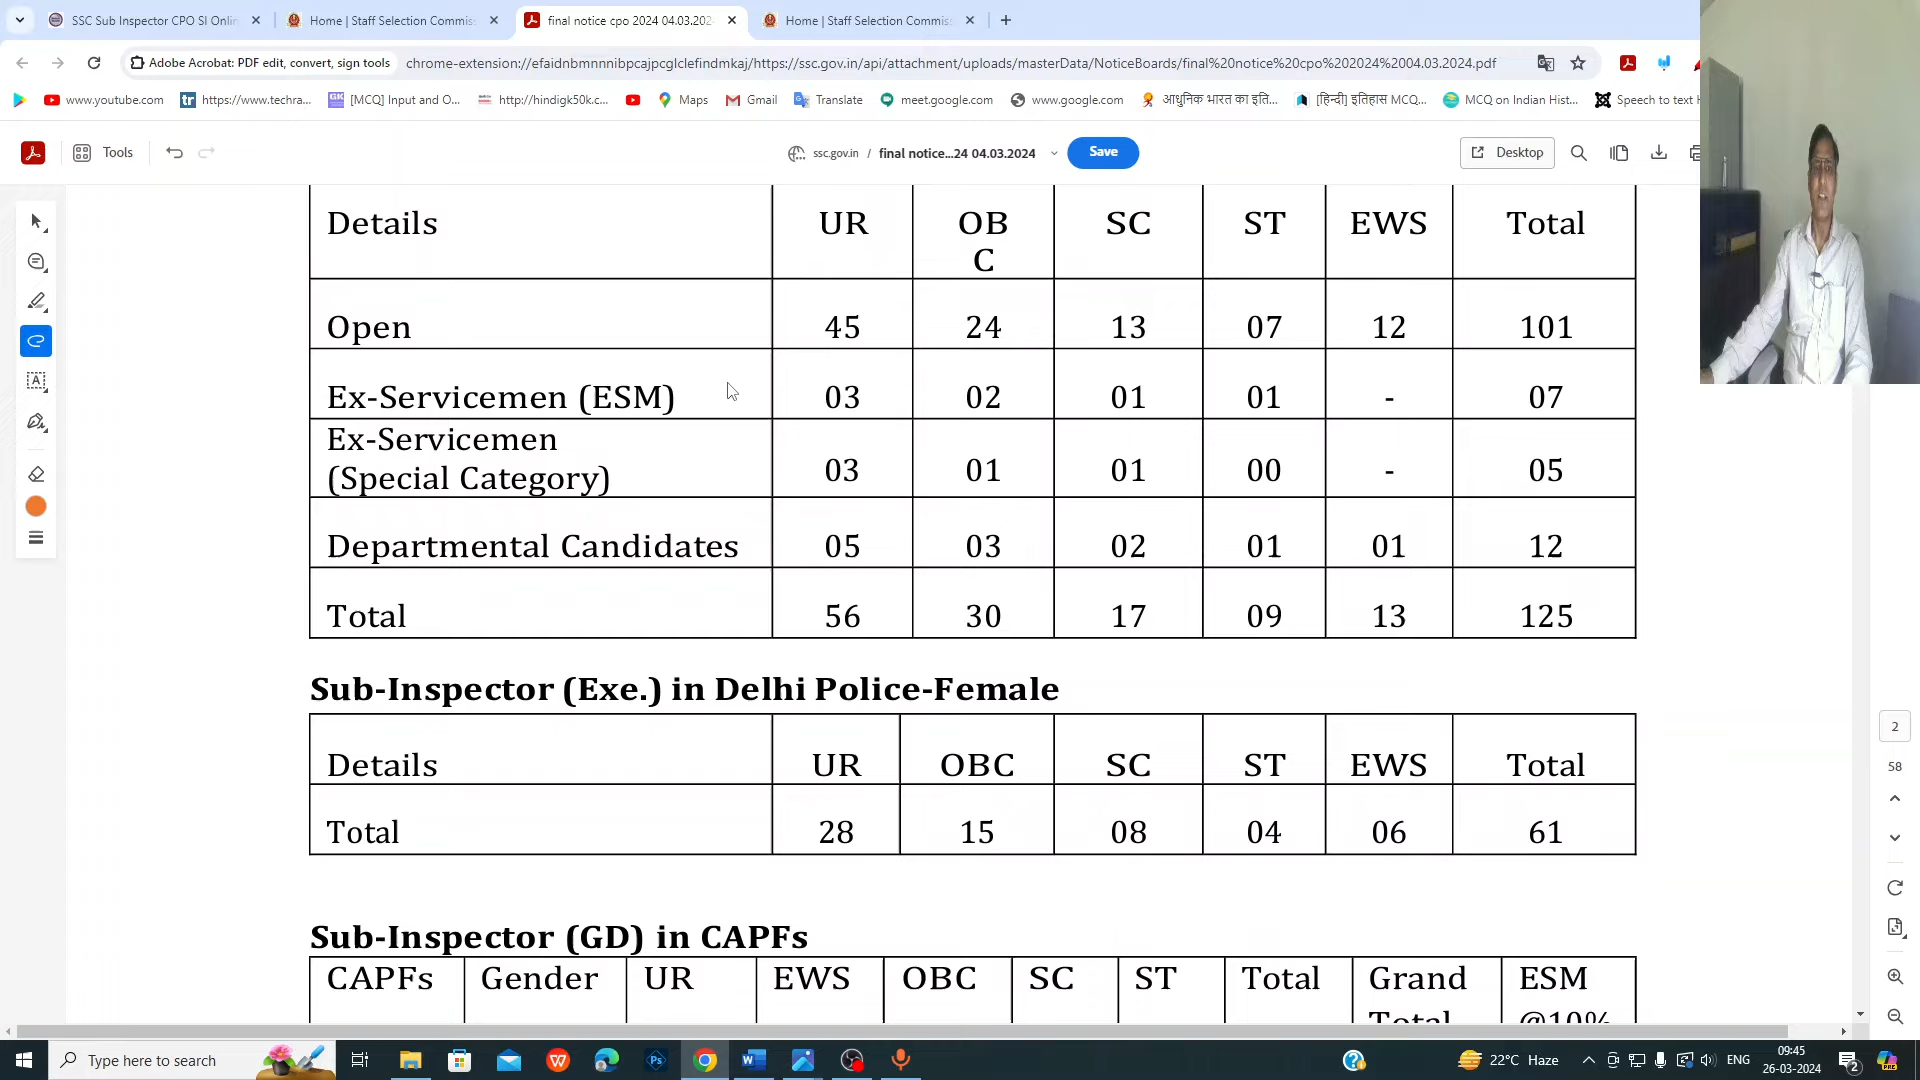 SSC Sub Inspector CPO SI Onlin
Home | Staff Selection Commiss
final notice cpo 2024 04.03.202
Home | Staff Selection Commiss
Adobe Acrobat: PDF edit, convert, sign tools
chrome-extension://efaidnbmnnnibpcajpcglclefindmkaj/https://ssc.gov.in/api/attachment/uploads/masterData/NoticeBoards/final%20notice%20cpo%202024%2004.03.2024.pdf
www.youtube.com
https://www.techra...
[MCQ] Input and O...
http://hindigk50k.c...
Maps
Gmail
Translate
meet.google.com
www.google.com
आधुनिक भारत का इति...
[हिन्दी] इतिहास MCQ...
MCQ on Indian Hist...
Speech to text
Tools
ssc.gov.in / final notice...24 04.03.2024
Save
Desktop
Details UR OB SC ST EWS Total
C
Open 45 24 13 07 12 101
Ex-Servicemen (ESM) 03 02 01 01 - 07
Ex-Servicemen
(Special Category) 03 01 01 00 - 05
Departmental Candidates 05 03 02 01 01 12
Total 56 30 17 09 13 125
Sub-Inspector (Exe.) in Delhi Police-Female
Details UR OBC SC ST EWS Total
Total 28 15 08 04 06 61
Sub-Inspector (GD) in CAPFs
CAPFs Gender UR EWS OBC SC ST Total Grand ESM
Total @10%
2
58
Type here to search
22°C Haze
ENG
09:45
26-03-2024
2